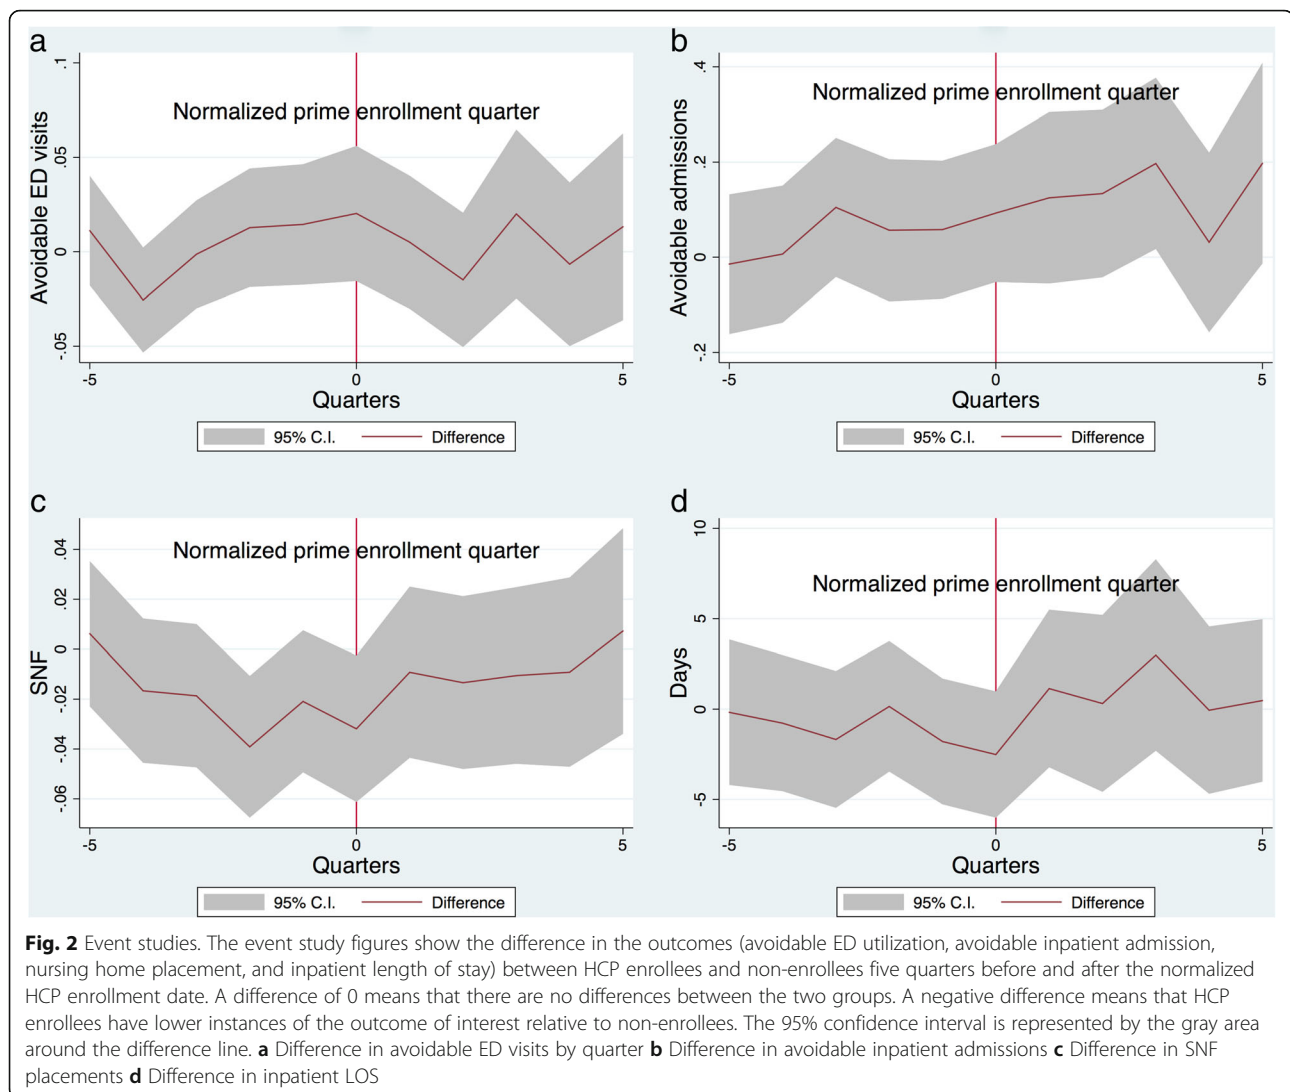 a
.1
.05
0
-.05
Avoidable ED visits
Normalized prime enrollment quarter
-5
0
5
Quarters
95% C.I.
Difference
b
.4
.2
0
-.2
Avoidable admissions
Normalized prime enrollment quarter
-5
0
5
Quarters
95% C.I.
Difference
c
.04
.02
0
-.02
-.04
-.06
SNF
Normalized prime enrollment quarter
-5
0
5
Quarters
95% C.I.
Difference
d
10
5
0
-5
Days
Normalized prime enrollment quarter
-5
0
5
Quarters
95% C.I.
Difference
Fig. 2 Event studies. The event study figures show the difference in the outcomes (avoidable ED utilization, avoidable inpatient admission,
nursing home placement, and inpatient length of stay) between HCP enrollees and non-enrollees five quarters before and after the normalized
HCP enrollment date. A difference of 0 means that there are no differences between the two groups. A negative difference means that HCP
enrollees have lower instances of the outcome of interest relative to non-enrollees. The 95% confidence interval is represented by the gray area
around the difference line. a Difference in avoidable ED visits by quarter b Difference in avoidable inpatient admissions c Difference in SNF
placements d Difference in inpatient LOS